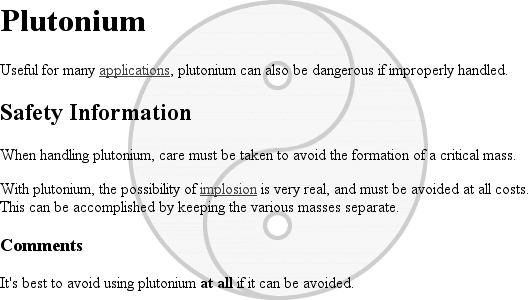 Plutonium
Useful for many applications, plutonium can also be dangerous if improperly handled.
Safety Information
When handling plutonium, care must be taken to avoid the formation of a critical mass.
With plutonium, the possibility of implosion is very real, and must be avoided at all costs.
This can be accomplished by keeping the various masses separate.
Comments
It's best to avoid using plutonium at all if it can be avoided.